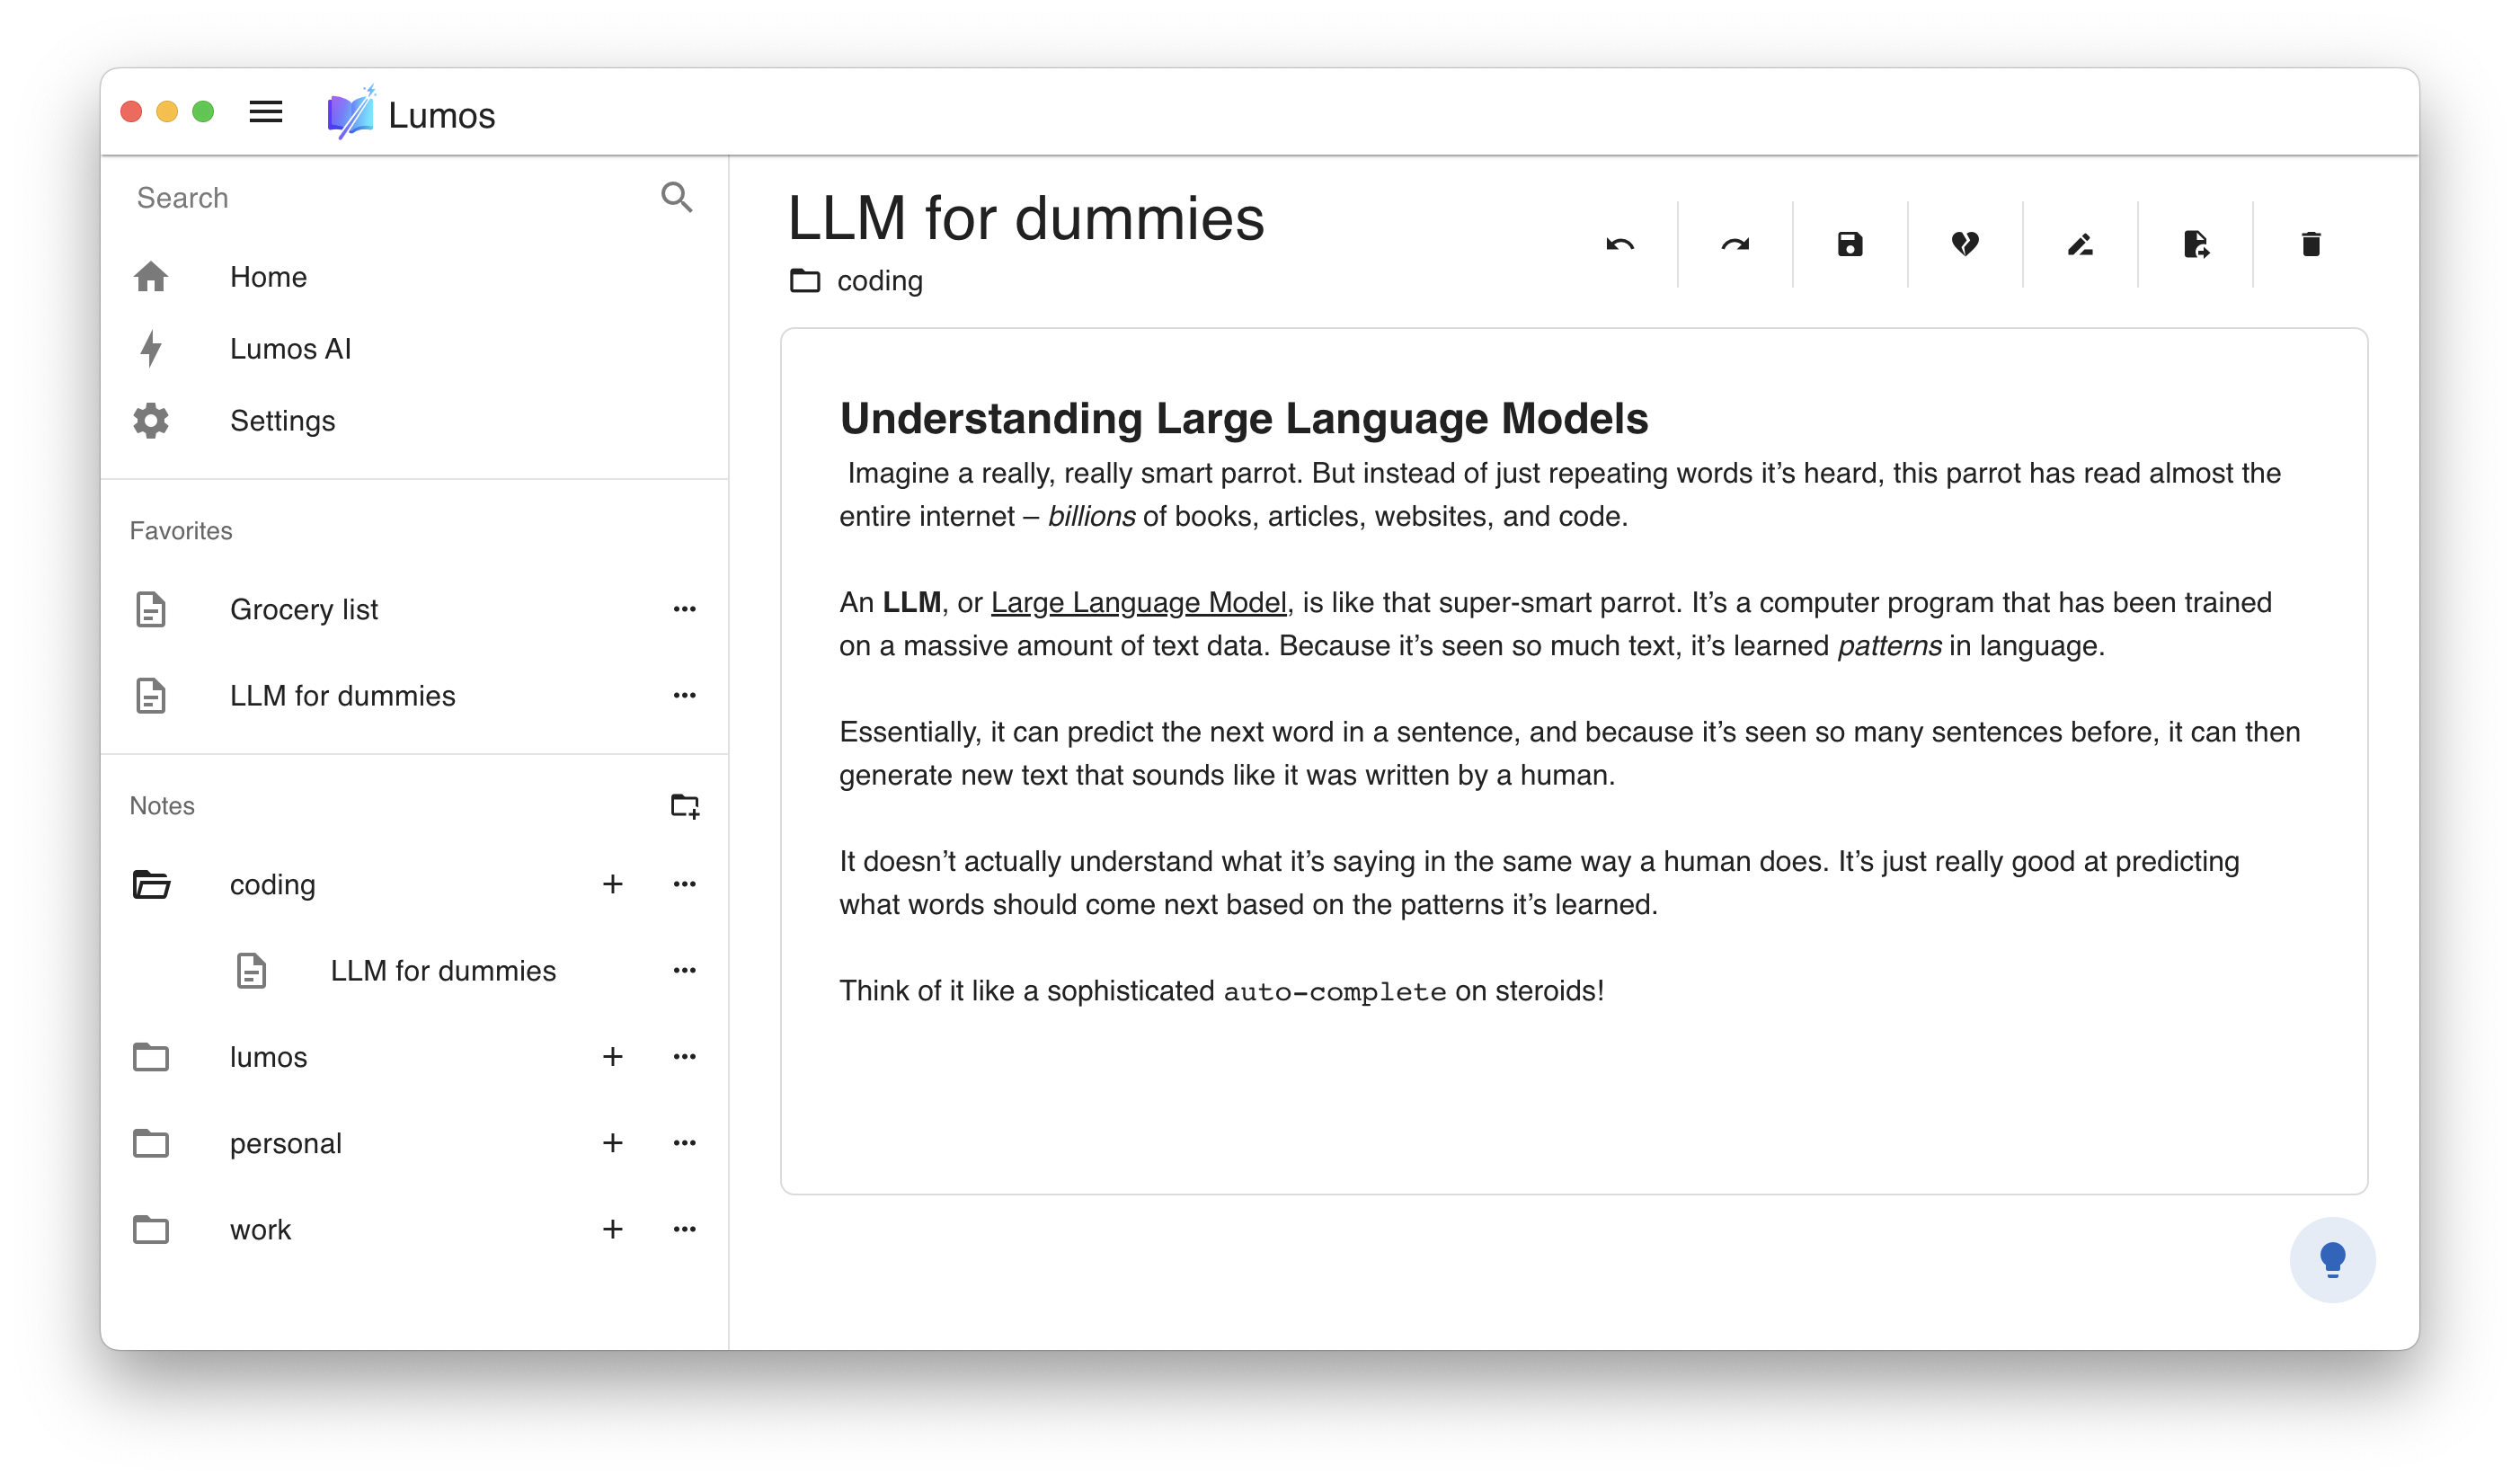 Lumos
Search
Home
Lumos AI
Settings
Favorites
Grocery list
LLM for dummies
Notes
coding
LLM for dummies
lumos
personal
work
LLM for dummies
coding
Understanding Large Language Models
Imagine a really, really smart parrot. But instead of just repeating words it’s heard, this parrot has read almost the
entire internet – billions of books, articles, websites, and code.
An LLM, or Large Language Model, is like that super-smart parrot. It’s a computer program that has been trained
on a massive amount of text data. Because it’s seen so much text, it’s learned patterns in language.
Essentially, it can predict the next word in a sentence, and because it’s seen so many sentences before, it can then
generate new text that sounds like it was written by a human.
It doesn’t actually understand what it’s saying in the same way a human does. It’s just really good at predicting
what words should come next based on the patterns it’s learned.
Think of it like a sophisticated auto-complete on steroids!